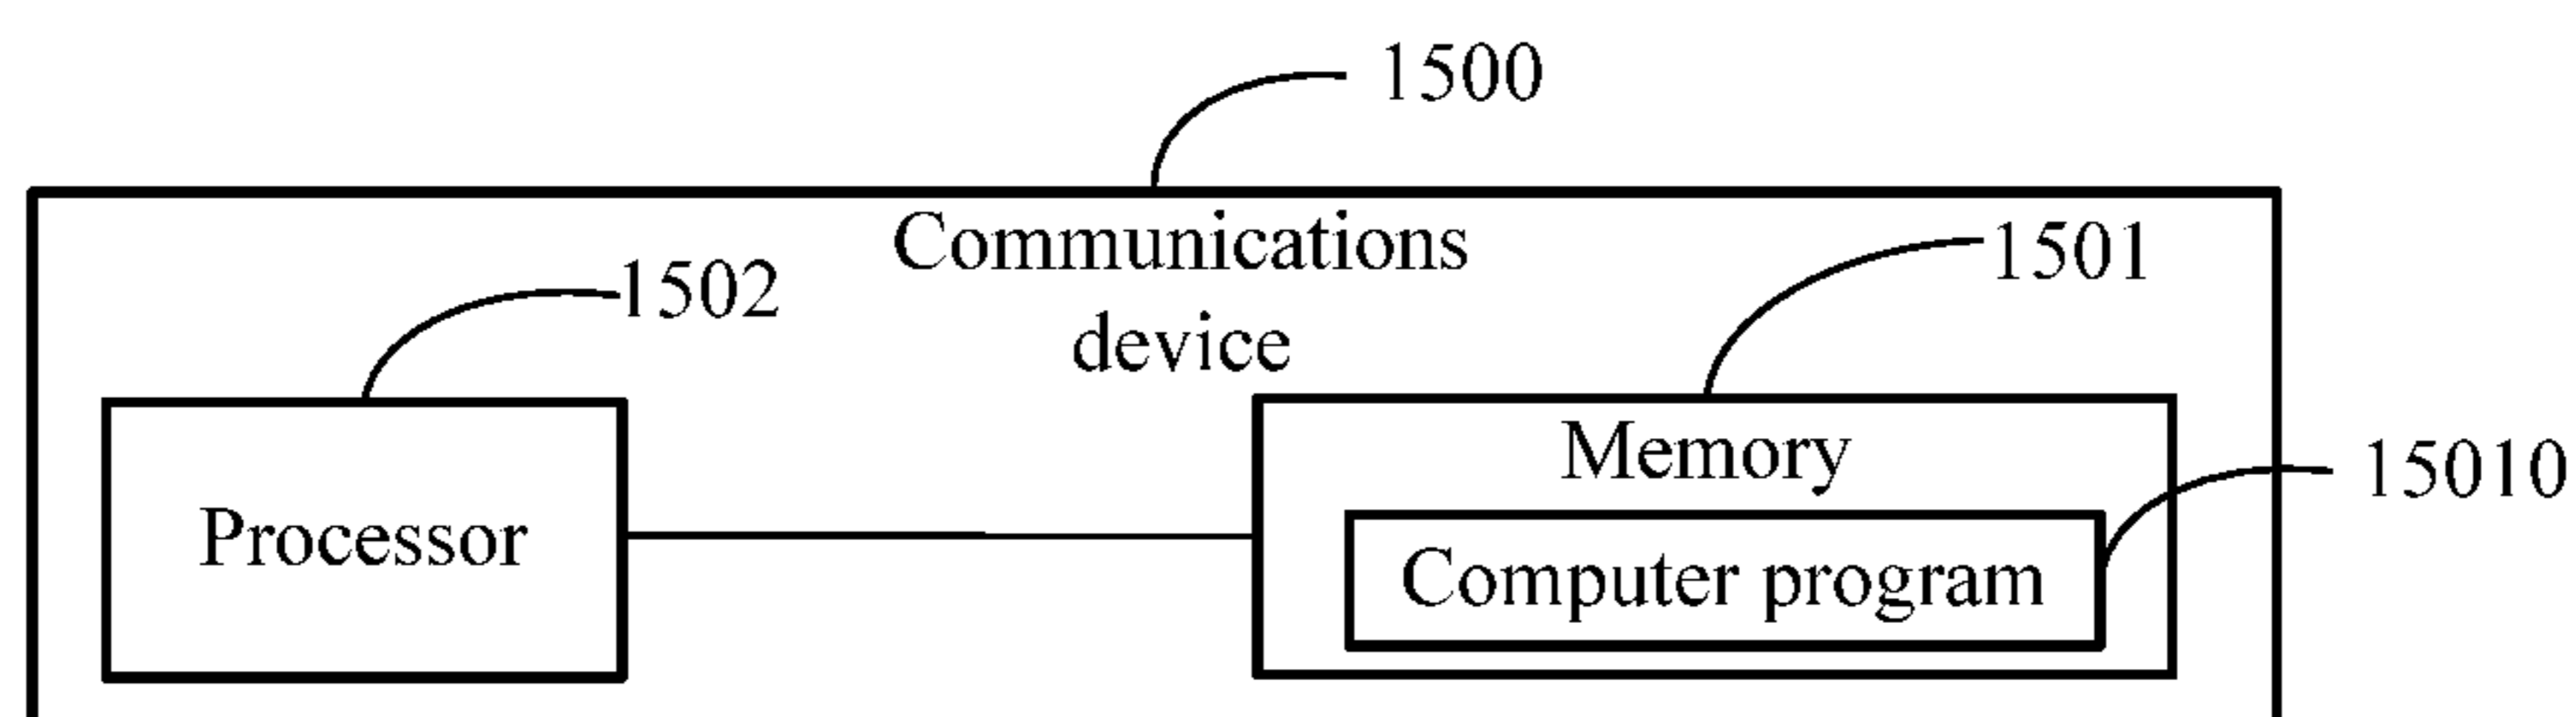 1500
Communications
device
1502
1501
Memory
15010
Processor
Computer program